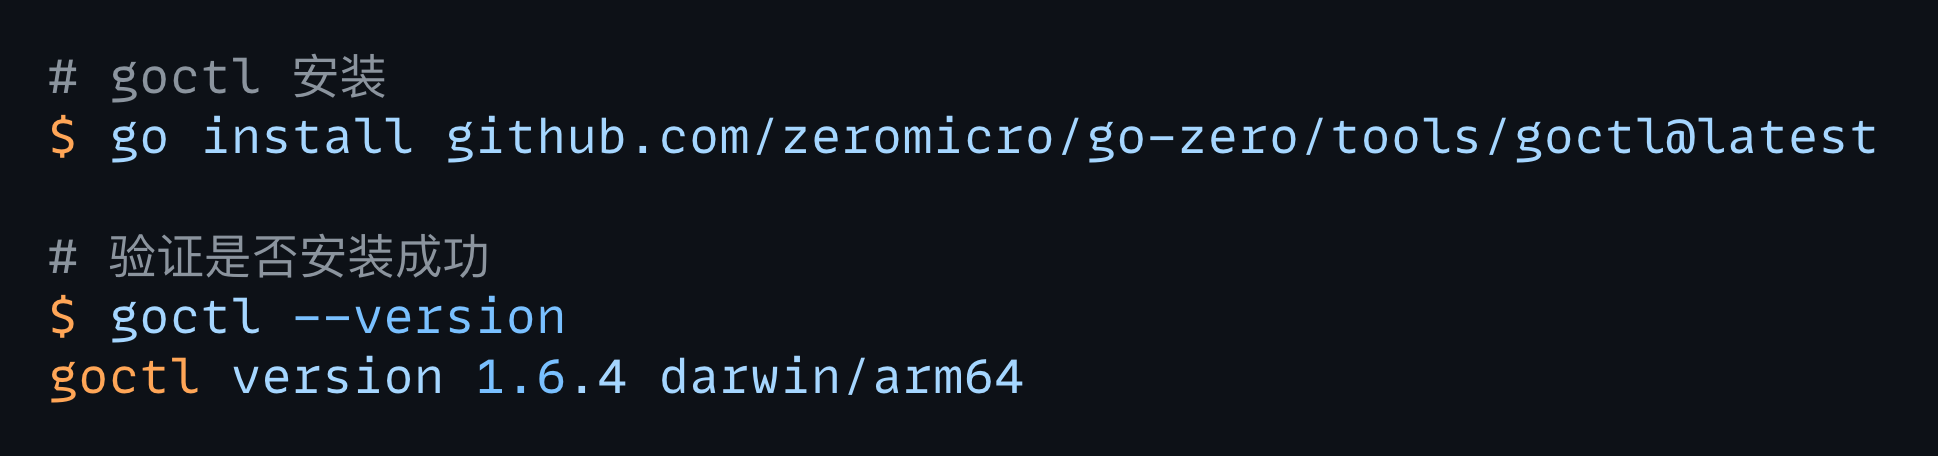 # goctl 安装
$ go install github.com/zeromicro/go-zero/tools/goctl@latest
# 验证是否安装成功
$ goctl --version
goctl version 1.6.4 darwin/arm64